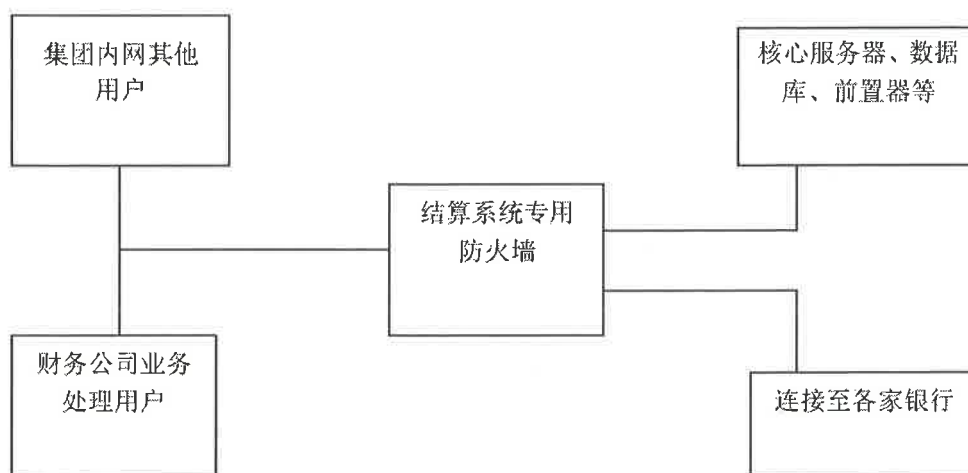 集团内网其他
用户
核心服务器、数据
库、前置器等
结算系统专用
防火墙
财务公司业务
处理用户
连接至各家银行